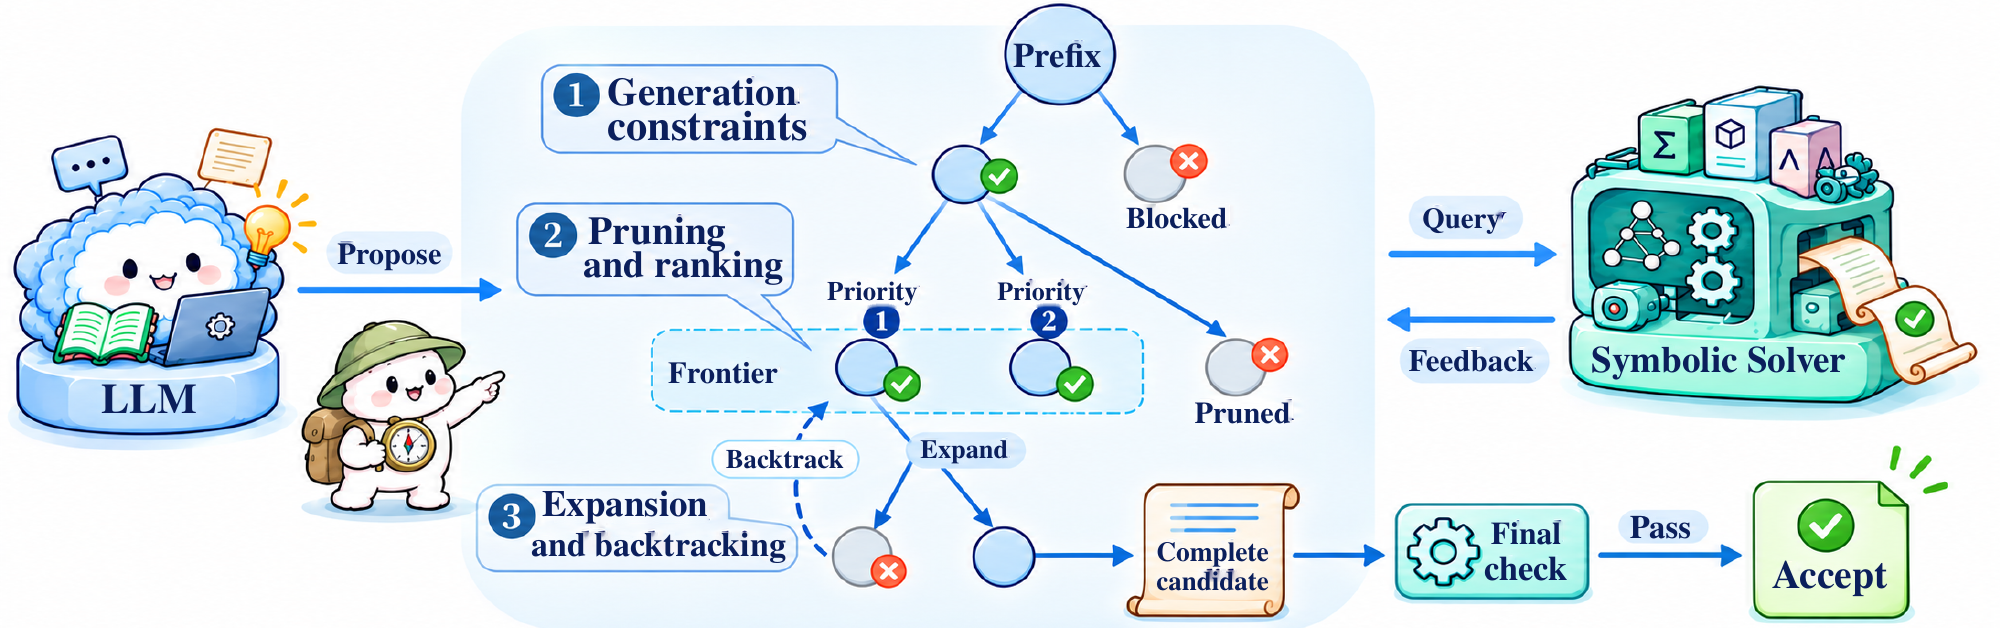 Prefix
1 Generation
constraints
Blocked
2 Pruning
and ranking
Propose
LLM
Priority
1
Priority
2
Frontier
Pruned
Backtrack
Expand
3 Expansion
and backtracking
Complete
candidate
Query
Feedback
Σ
Λ Λ
Symbolic Solver
Final
check
Pass
Accept